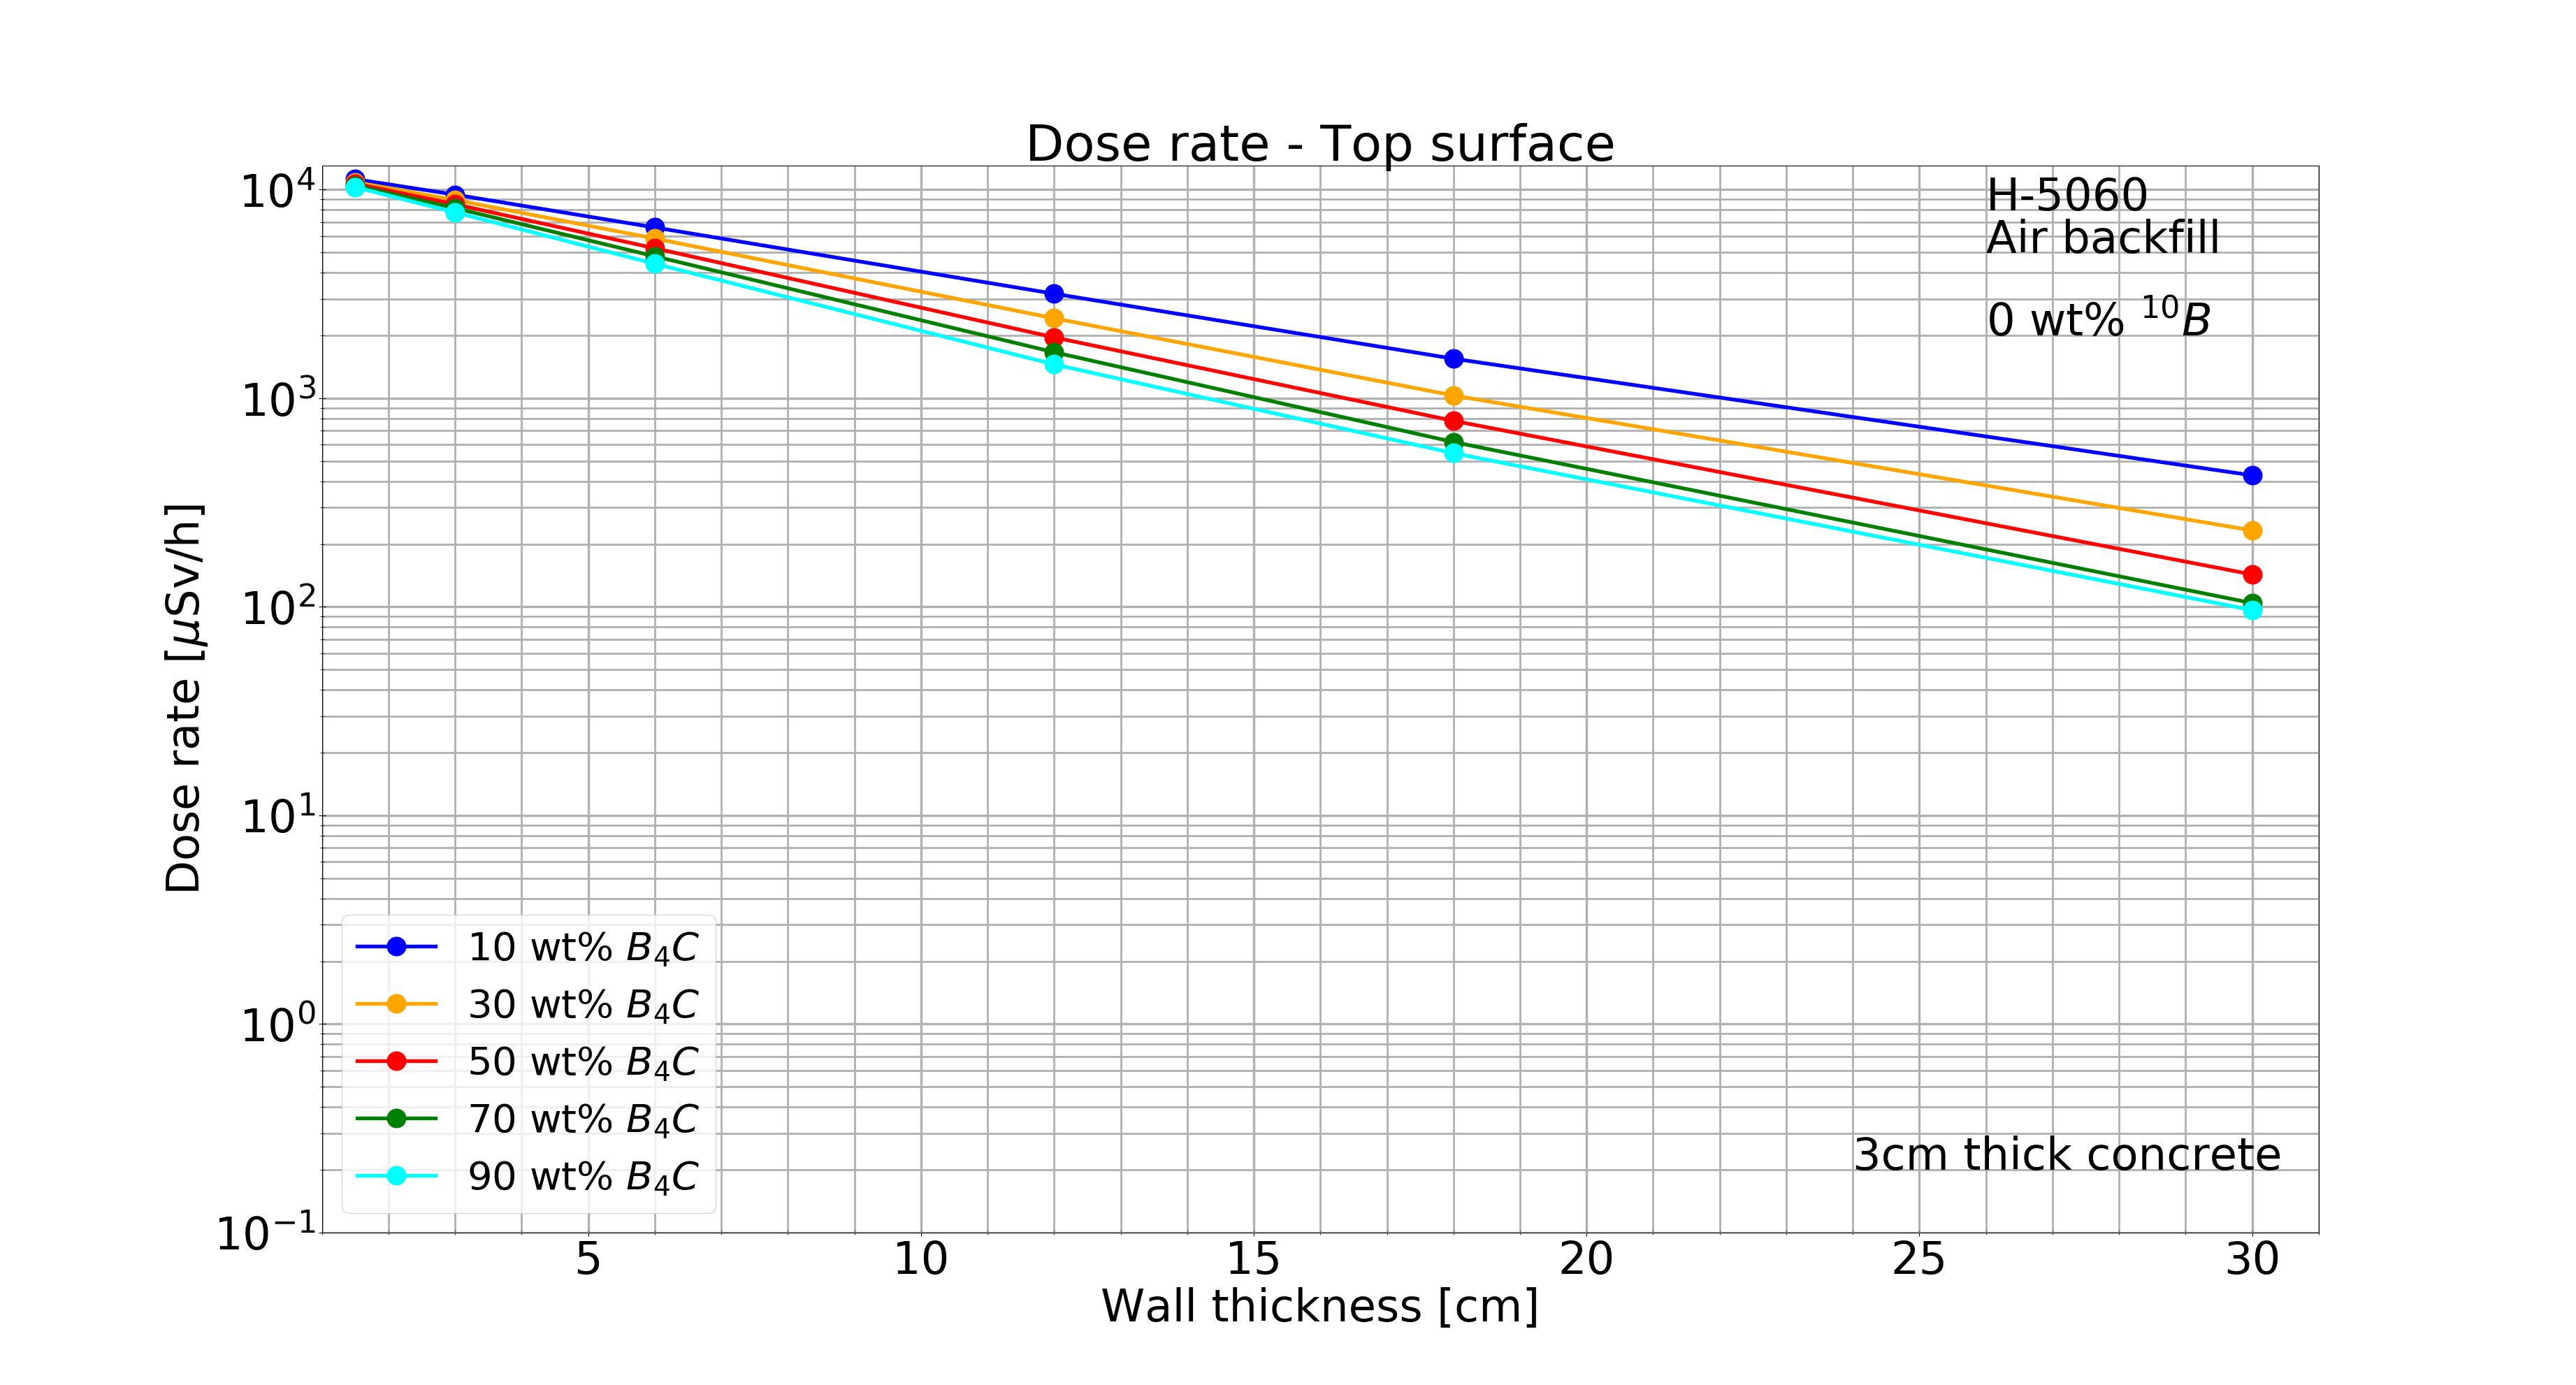 Dose rate - Top surface
H-5060
Air backfill
0 wt% ¹⁰B
10⁴
10³
10²
10¹
10⁰
10⁻¹
Dose rate [μSv/h]
10 wt% B₄C
30 wt% B₄C
50 wt% B₄C
70 wt% B₄C
90 wt% B₄C
3cm thick concrete
5 10 15 20 25 30
Wall thickness [cm]